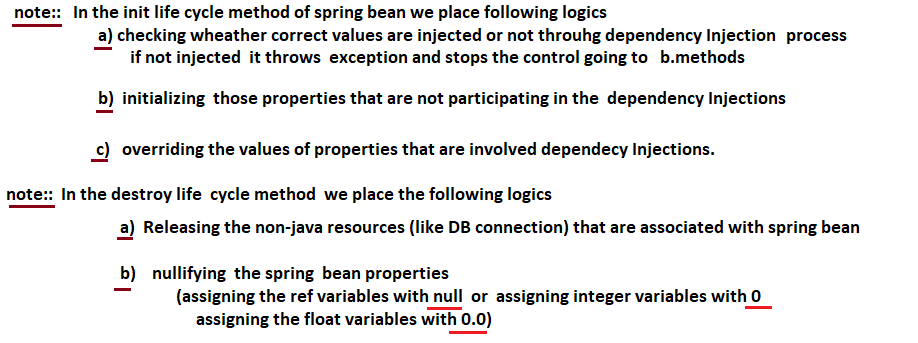 note:: In the init life cycle method of spring bean we place following logics
a) checking wheather correct values are injected or not throuhg dependency Injection process
if not injected it throws exception and stops the control going to b.methods
b) initializing those properties that are not participating in the dependency Injections
c) overriding the values of properties that are involved dependecy Injections.
note:: In the destroy life cycle method we place the following logics
a) Releasing the non-java resources (like DB connection) that are associated with spring bean
b) nullifying the spring bean properties
(assigning the ref variables with null or assigning integer variables with 0
assigning the float variables with 0.0)